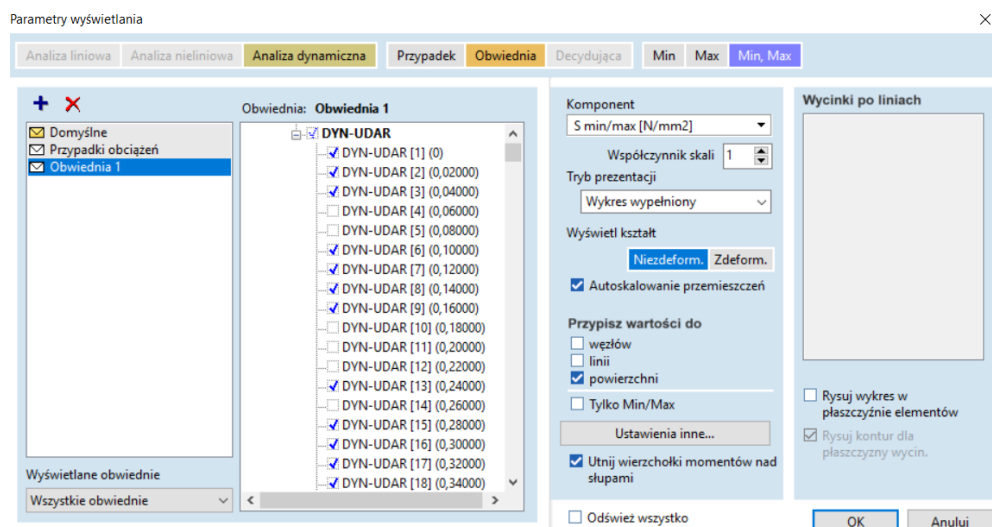 Parametry wyświetlania
Analiza liniowa Analiza nieliniowa Analiza dynamiczna Przypadek Obwiednia Decydująca Min Max Min, Max
Obwiednia: Obwiednia 1
Domyślne
Przypadki obciążeń
Obwiednia 1
Wyświetlane obwiednie
Wszystkie obwiednie
DYN-UDAR
DYN-UDAR [1] (0)
DYN-UDAR [2] (0,02000)
DYN-UDAR [3] (0,04000)
DYN-UDAR [4] (0,06000)
DYN-UDAR [5] (0,08000)
DYN-UDAR [6] (0,10000)
DYN-UDAR [7] (0,12000)
DYN-UDAR [8] (0,14000)
DYN-UDAR [9] (0,16000)
DYN-UDAR [10] (0,18000)
DYN-UDAR [11] (0,20000)
DYN-UDAR [12] (0,22000)
DYN-UDAR [13] (0,24000)
DYN-UDAR [14] (0,26000)
DYN-UDAR [15] (0,28000)
DYN-UDAR [16] (0,30000)
DYN-UDAR [17] (0,32000)
DYN-UDAR [18] (0,34000)
Komponent
S min/max [N/mm2]
Współczynnik skali 1
Tryb prezentacji
Wykres wypełniony
Wyświetl kształt
Niezdeform. Zdeform.
Autoskalowanie przemieszczeń
Przypisz wartości do
węzłów
linii
powierzchni
Tylko Min/Max
Ustawienia inne...
Utnij wierzchołki momentów nad
słupami
Odśwież wszystko
Wycinki po liniach
Rysuj wykres w
płaszczyźnie elementów
Rysuj kontur dla
płaszczyzny wycin.
OK Anuluj